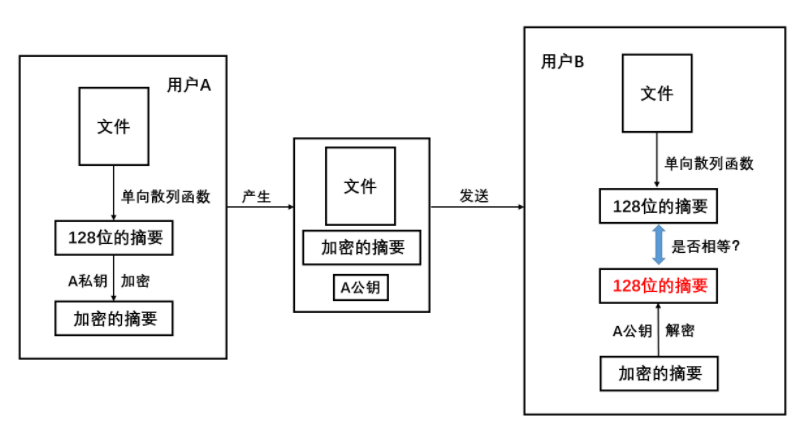 用户A
文件
单向散列函数
128位的摘要
A私钥 加密
加密的摘要
产生
文件
加密的摘要
A公钥
发送
用户B
文件
单向散列函数
128位的摘要
是否相等?
128位的摘要
A公钥 解密
加密的摘要